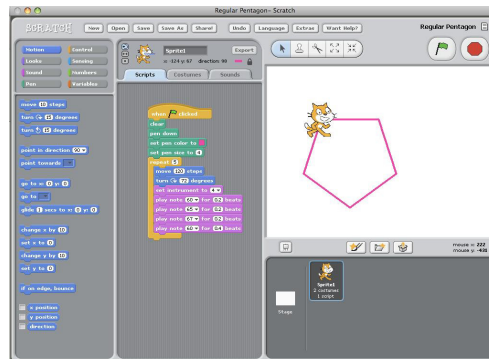 Regular Pentagon- Scratch
SCRATCH New Open Save Save As Share! Undo Language Extras Want Help? Regular Pentagon
Motion Control
Looks Sensing
Sound Numbers
Pen Variables
Sprite1 Export
x: -124 y: 67 direction: 90
Scripts Costumes Sounds
move 10 steps
turn 15 degrees
turn 15 degrees
point in direction 90
point towards
go to x: 0 y: 0
go to
glide 1 secs to x: 0 y: 0
change x by 10
set x to 0
change y by 10
set y to 0
if on edge, bounce
x position
y position
direction
when clicked
clear
pen down
set pen color to
set pen size to 4
repeat 5
move 120 steps
turn 72 degrees
set instrument to 4
play note 60 for 0.2 beats
play note 65 for 0.2 beats
play note 67 for 0.2 beats
play note 60 for 0.4 beats
mouse x: 222
mouse y: -438
Stage
Sprite1
2 costumes
1 script